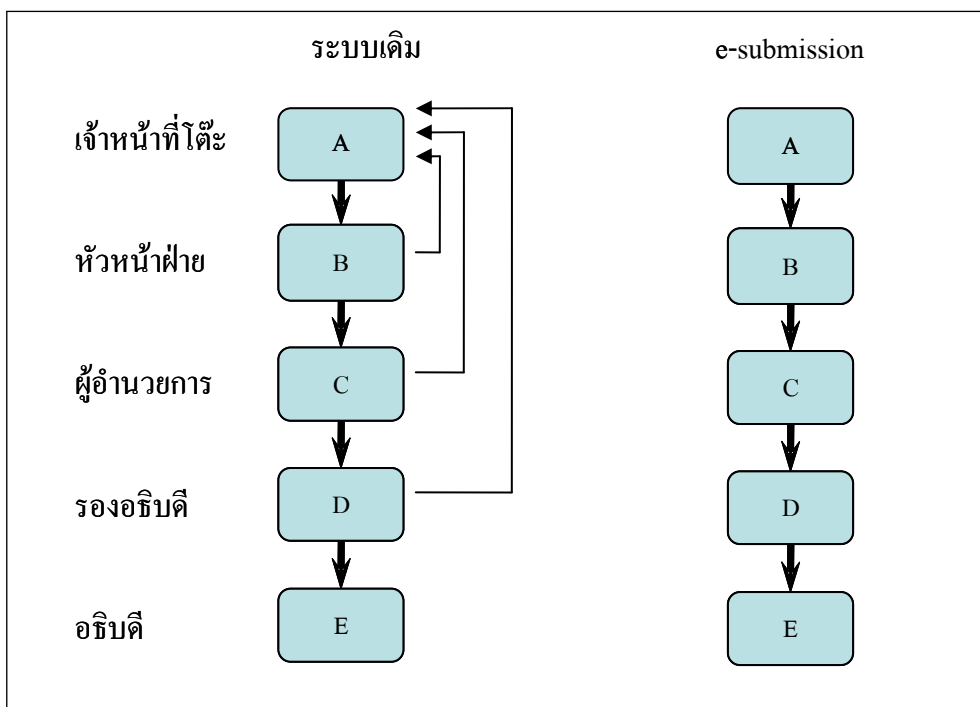 ระบบเดิม e-submission
เจ้าหน้าที่โต๊ะ A A
หัวหน้าฝ่าย B B
ผู้อำนวยการ C C
รองอธิบดี D D
อธิบดี E E